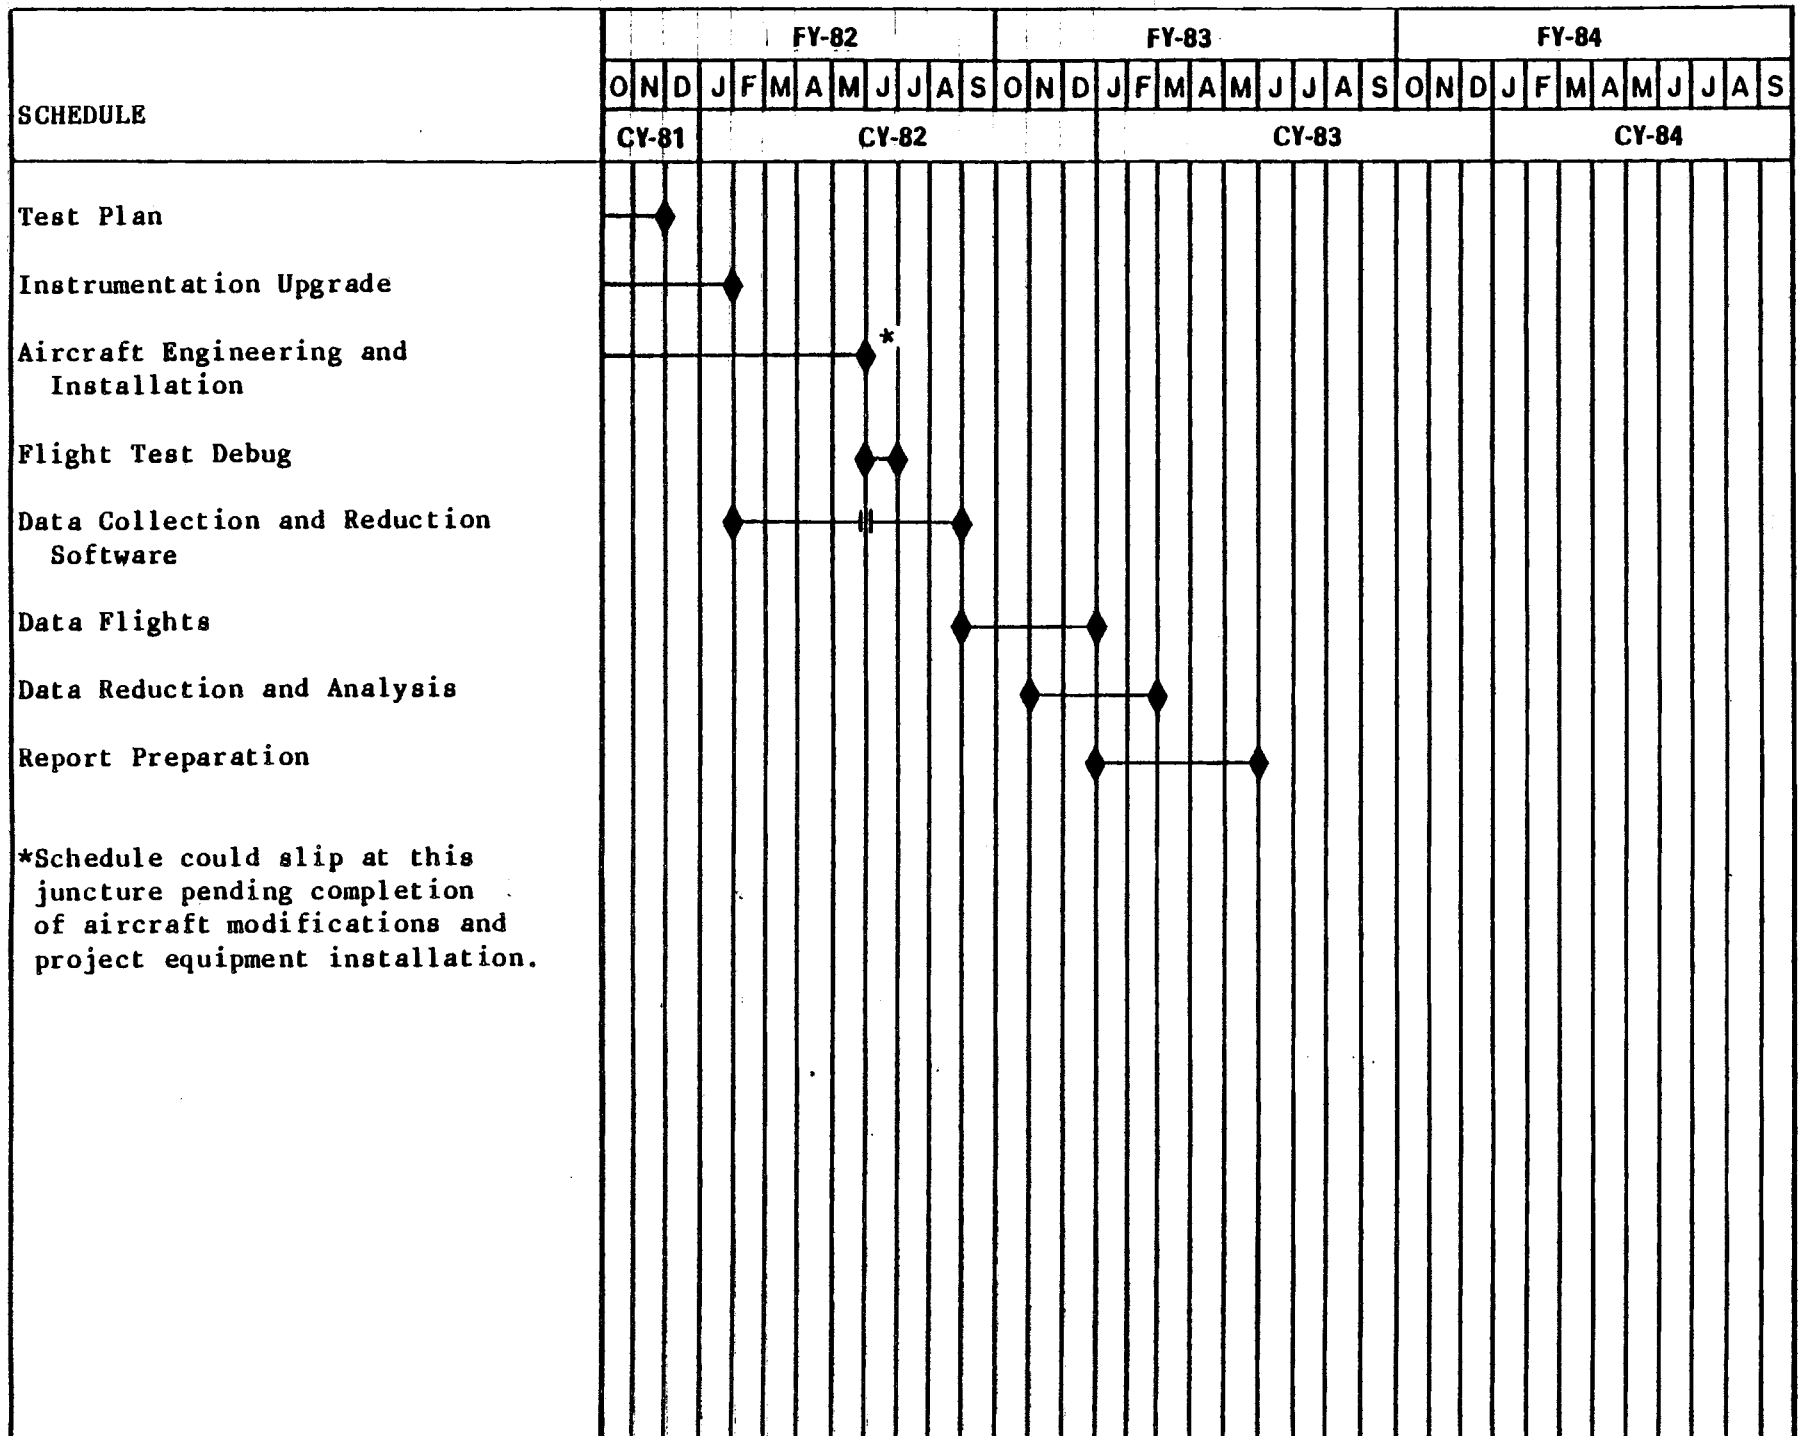 FY-82 FY-83 FY-84
O N D J F M A M J J A S O N D J F M A M J J A S O N D J F M A M J J A S
SCHEDULE
CY-81 CY-82 CY-83 CY-84
Test Plan
Instrumentation Upgrade
*
Aircraft Engineering and
Installation
Flight Test Debug
Data Collection and Reduction
Software
Data Flights
Data Reduction and Analysis
Report Preparation
*Schedule could slip at this
juncture pending completion
of aircraft modifications and
project equipment installation.